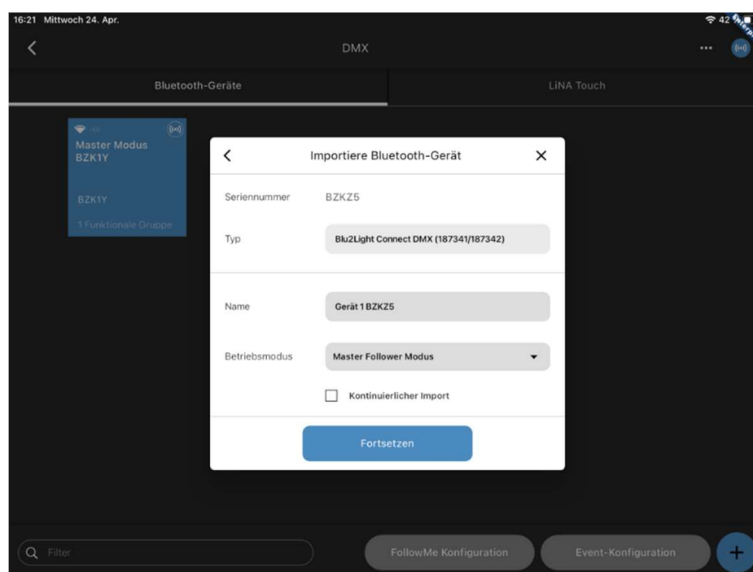 16:21 Mittwoch 24. Apr.
42
DMX
Bluetooth-Geräte
LiNA Touch
Master Modus
BZK1Y
BZK1Y
1 Funktionale Gruppe
Importiere Bluetooth-Gerät
Seriennummer BZKZ5
Typ Blu2Light Connect DMX (187341/187342)
Name Gerät 1 BZKZ5
Betriebsmodus Master Follower Modus
Kontinuierlicher Import
Fortsetzen
Filter
FollowMe Konfiguration
Event-Konfiguration